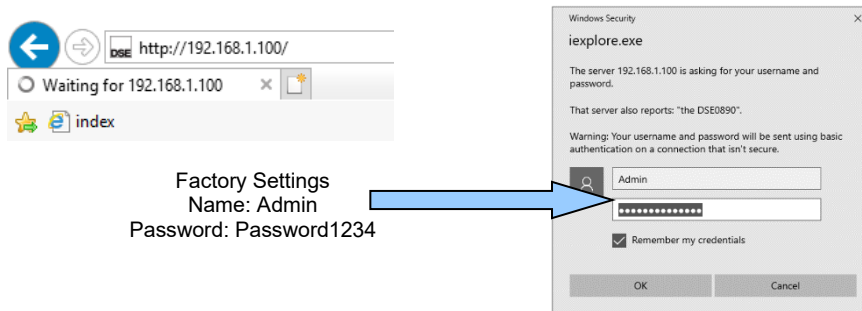 DSE http://192.168.1.100/
Waiting for 192.168.1.100
index
Factory Settings
Name: Admin
Password: Password1234
Windows Security
iexplore.exe
The server 192.168.1.100 is asking for your username and
password.
That server also reports: "the DSE0890".
Warning: Your username and password will be sent using basic
authentication on a connection that isn't secure.
Admin
••••••••••••••
Remember my credentials
OK Cancel